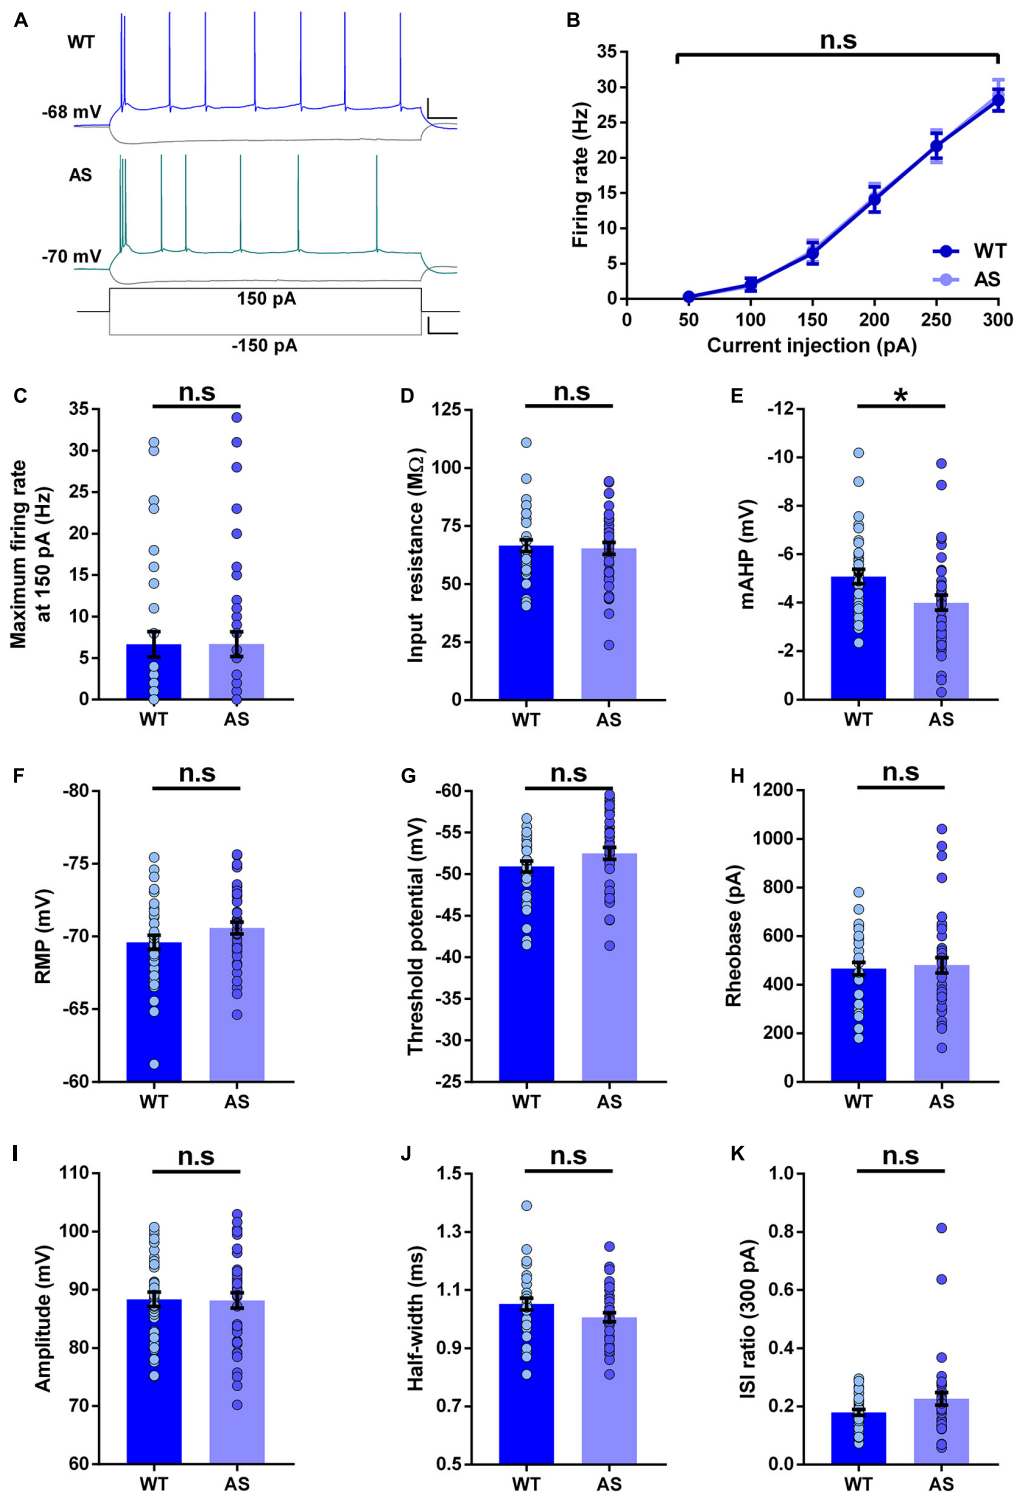 A
WT
-68 mV
AS
-70 mV
150 pA
-150 pA
B
n.s
35
30
25
20
15
10
5
0
Firing rate (Hz)
WT
AS
0 50 100 150 200 250 300
Current injection (pA)
C
n.s
35
30
25
20
15
10
5
0
Maximum firing rate
at 150 pA (Hz)
WT AS
D
n.s
125
100
75
50
25
0
Input resistance (MΩ)
WT AS
E
*
-12
-10
-8
-6
-4
-2
0
mAHP (mV)
WT AS
F
n.s
-80
-75
-70
-65
-60
RMP (mV)
WT AS
G
n.s
-60
-55
-50
-45
-40
-35
-30
-25
Threshold potential (mV)
WT AS
H
n.s
1200
1000
800
600
400
200
0
Rheobase (pA)
WT AS
I
n.s
110
100
90
80
70
60
Amplitude (mV)
WT AS
J
n.s
1.5
1.3
1.1
0.9
0.7
0.5
Half-width (ms)
WT AS
K
n.s
1.0
0.8
0.6
0.4
0.2
0.0
ISI ratio (300 pA)
WT AS